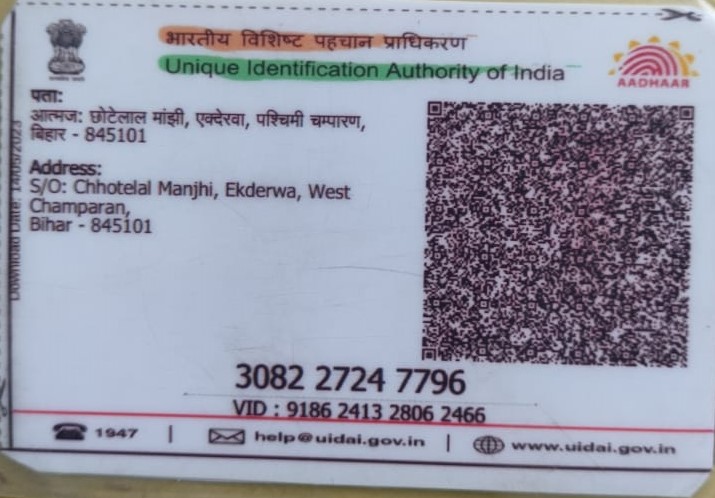 भारतीय विशिष्ट पहचान प्राधिकरण
Unique Identification Authority of India
AADHAAR
पता:
आत्मज: छोटेलाल मांझी, एकदेरवा, पश्चिमी चम्पारण,
बिहार - 845101
Address:
S/O: Chhotelal Manjhi, Ekderwa, West
Champaran,
Bihar - 845101
3082 2724 7796
VID : 9186 2413 2806 2466
1947 | help@uidai.gov.in | www.uidai.gov.in
Download Date: